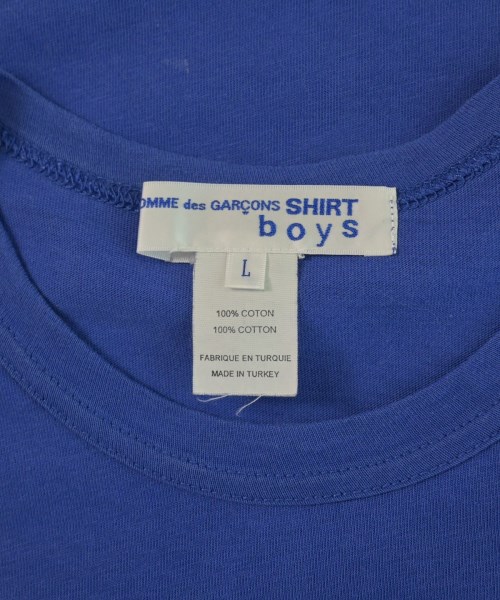 OMME des GARÇONS SHIRT
boys
L
100% COTON
100% COTTON
FABRIQUE EN TURQUIE
MADE IN TURKEY